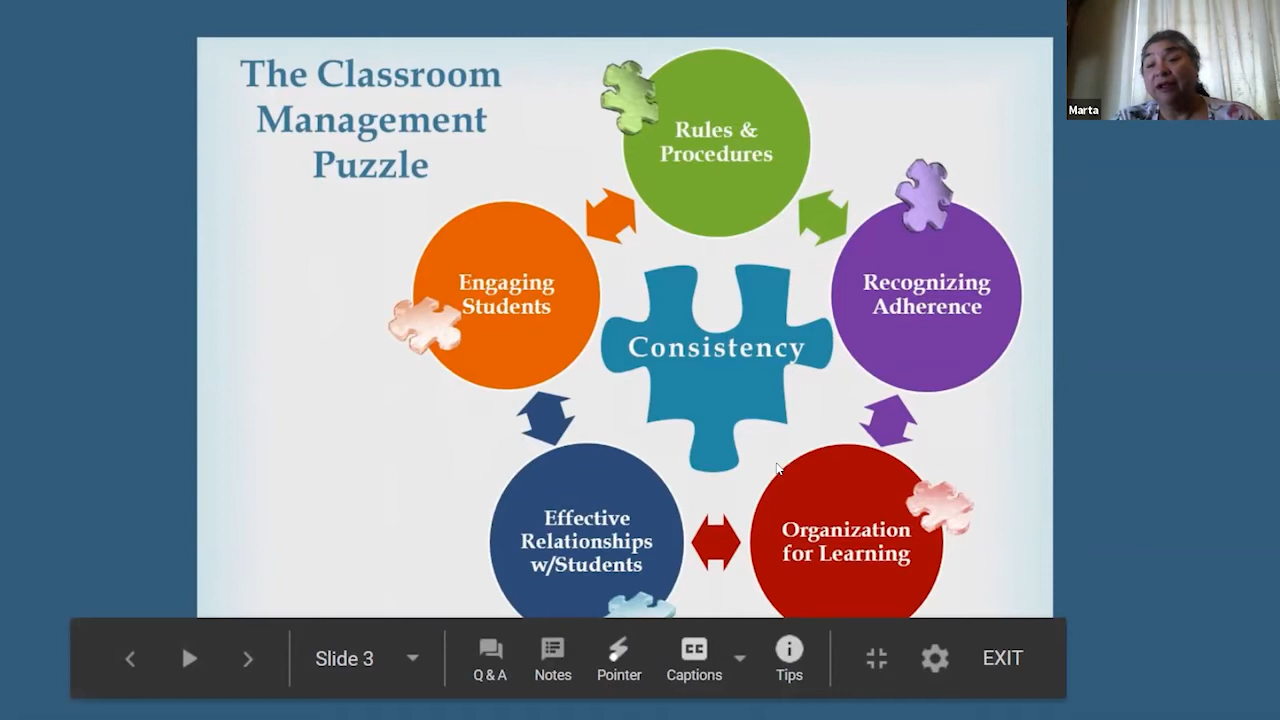 The Classroom
Management
Puzzle
Rules &
Procedures
Engaging
Students
Recognizing
Adherence
Consistency
Effective
Relationships
w/Students
Organization
for Learning
Marta
Slide 3
Q & A
Notes
Pointer
CC
Captions
Tips
EXIT